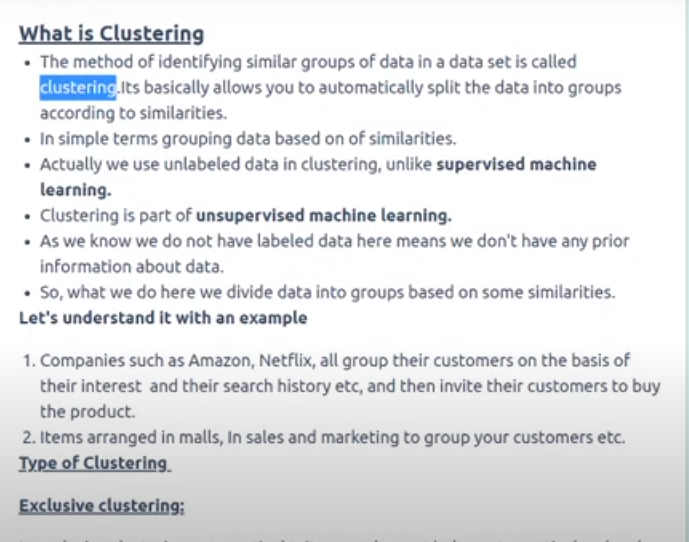 What is Clustering
• The method of identifying similar groups of data in a data set is called
clustering.Its basically allows you to automatically split the data into groups
according to similarities.
• In simple terms grouping data based on of similarities.
• Actually we use unlabeled data in clustering, unlike supervised machine
learning.
• Clustering is part of unsupervised machine learning.
• As we know we do not have labeled data here means we don't have any prior
information about data.
• So, what we do here we divide data into groups based on some similarities.
Let's understand it with an example
1. Companies such as Amazon, Netflix, all group their customers on the basis of
their interest and their search history etc, and then invite their customers to buy
the product.
2. Items arranged in malls, In sales and marketing to group your customers etc.
Type of Clustering
Exclusive clustering: